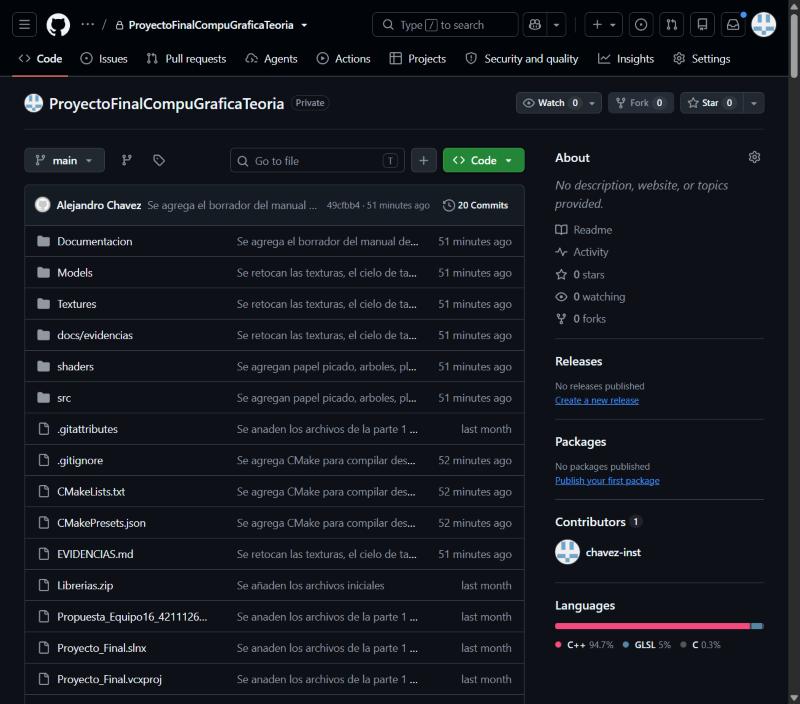 ProyectoFinalCompuGraficaTeoria
Type / to search
Code Issues Pull requests Agents Actions Projects Security and quality Insights Settings
ProyectoFinalCompuGraficaTeoria Private
Watch 0 Fork 0 Star 0
main
Go to file T
Code
Alejandro Chavez Se agrega el borrador del manual ... 49cfbb4 · 51 minutes ago 20 Commits
Documentacion Se agrega el borrador del manual de... 51 minutes ago
Models Se retocan las texturas, el cielo de ta... 51 minutes ago
Textures Se retocan las texturas, el cielo de ta... 51 minutes ago
docs/evidencias Se retocan las texturas, el cielo de ta... 51 minutes ago
shaders Se agregan papel picado, arboles, pl... 51 minutes ago
src Se agregan papel picado, arboles, pl... 51 minutes ago
.gitattributes Se anaden los archivos de la parte 1 ... last month
.gitignore Se agrega CMake para compilar des... 52 minutes ago
CMakeLists.txt Se agrega CMake para compilar des... 52 minutes ago
CMakePresets.json Se agrega CMake para compilar des... 52 minutes ago
EVIDENCIAS.md Se retocan las texturas, el cielo de ta... 51 minutes ago
Librerias.zip Se añaden los archivos iniciales last month
Propuesta_Equipo16_4211126... Se anaden los archivos de la parte 1 ... last month
Proyecto_Final.slnx Se anaden los archivos de la parte 1 ... last month
Proyecto_Final.vcxproj Se anaden los archivos de la parte 1 ... last month
About
No description, website, or topics
provided.
Readme
Activity
0 stars
0 watching
0 forks
Releases
No releases published
Create a new release
Packages
No packages published
Publish your first package
Contributors 1
chavez-inst
Languages
C++ 94.7% GLSL 5% C 0.3%